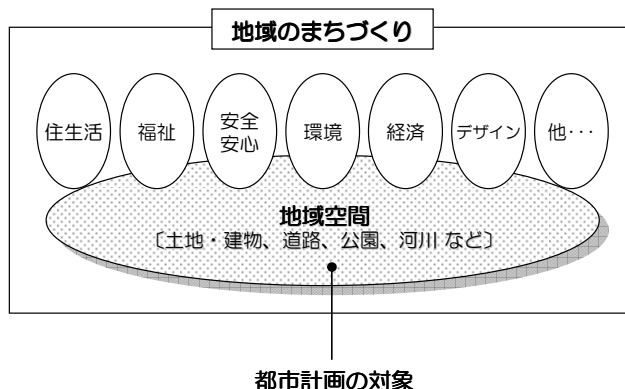 地域のまちづくり
住生活
福祉
安全
安心
環境
経済
デザイン
他･･･
地域空間
〔土地・建物、道路、公園、河川 など〕
都市計画の対象